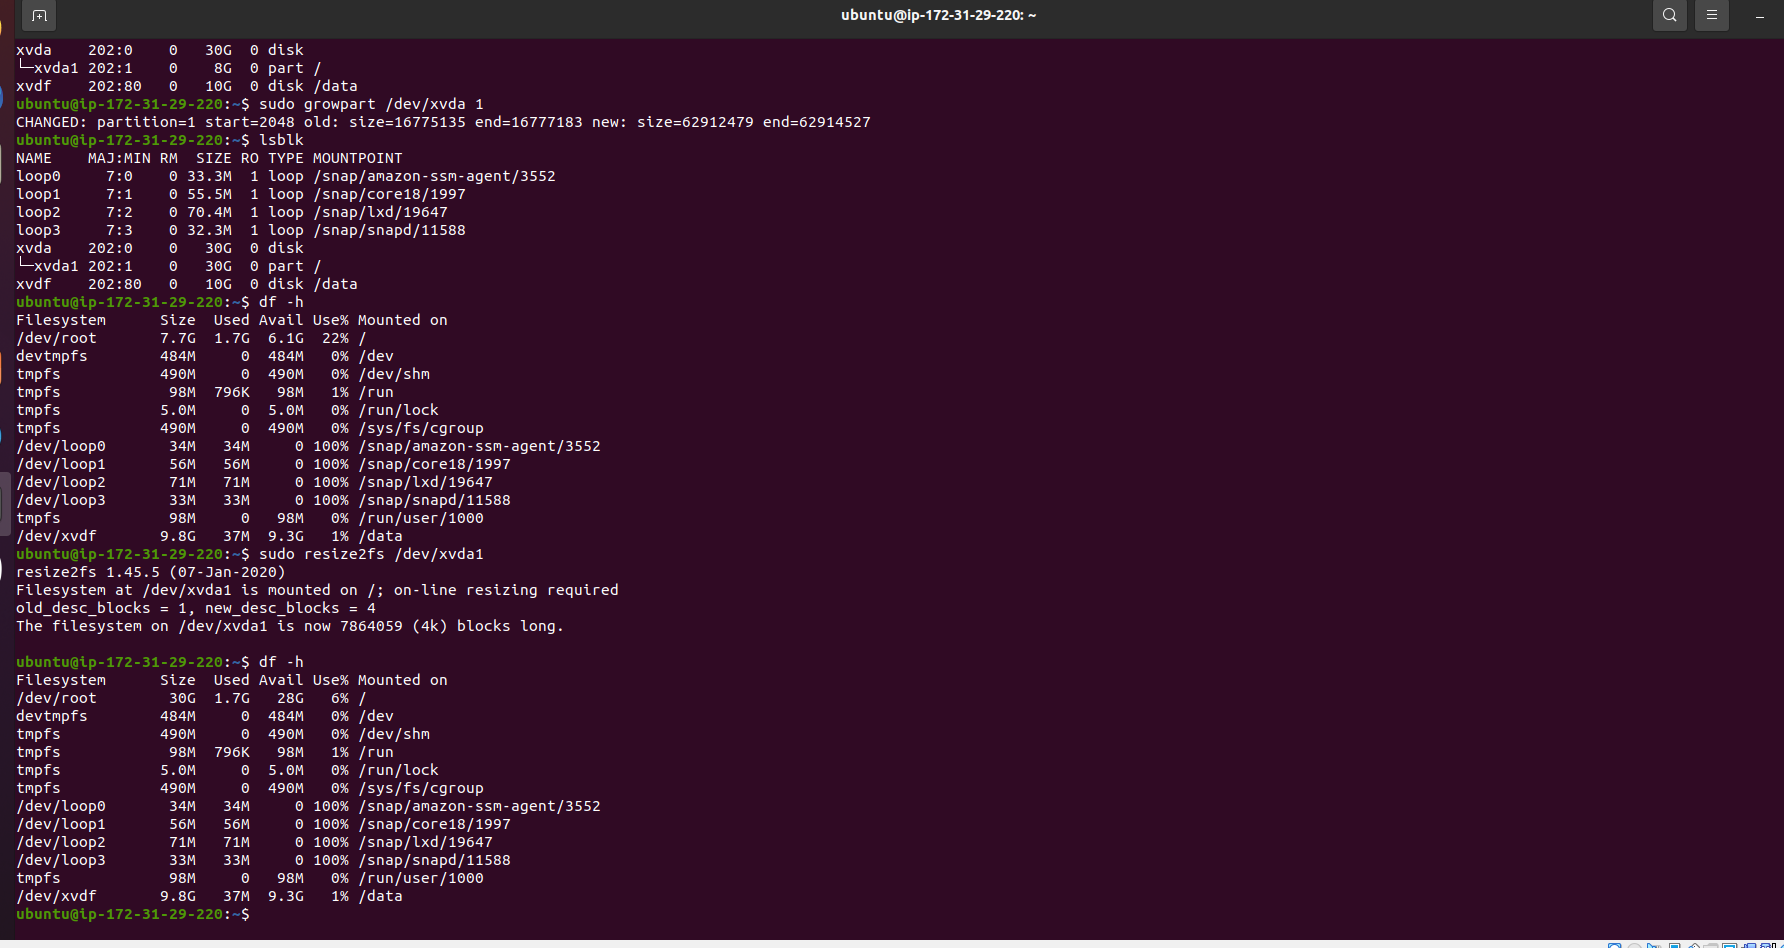 ubuntu@ip-172-31-29-220: ~
xvda    202:0    0   30G  0 disk
└─xvda1 202:1    0    8G  0 part /
xvdf    202:80   0   10G  0 disk /data
ubuntu@ip-172-31-29-220:~$ sudo growpart /dev/xvda 1
CHANGED: partition=1 start=2048 old: size=16775135 end=16777183 new: size=62912479 end=62914527
ubuntu@ip-172-31-29-220:~$ lsblk
NAME    MAJ:MIN RM  SIZE RO TYPE MOUNTPOINT
loop0     7:0    0 33.3M  1 loop /snap/amazon-ssm-agent/3552
loop1     7:1    0 55.5M  1 loop /snap/core18/1997
loop2     7:2    0 70.4M  1 loop /snap/lxd/19647
loop3     7:3    0 32.3M  1 loop /snap/snapd/11588
xvda    202:0    0   30G  0 disk
└─xvda1 202:1    0   30G  0 part /
xvdf    202:80   0   10G  0 disk /data
ubuntu@ip-172-31-29-220:~$ df -h
Filesystem      Size  Used Avail Use% Mounted on
/dev/root       7.7G  1.7G  6.1G  22% /
devtmpfs        484M     0  484M   0% /dev
tmpfs           490M     0  490M   0% /dev/shm
tmpfs            98M  796K   98M   1% /run
tmpfs           5.0M     0  5.0M   0% /run/lock
tmpfs           490M     0  490M   0% /sys/fs/cgroup
/dev/loop0       34M   34M     0 100% /snap/amazon-ssm-agent/3552
/dev/loop1       56M   56M     0 100% /snap/core18/1997
/dev/loop2       71M   71M     0 100% /snap/lxd/19647
/dev/loop3       33M   33M     0 100% /snap/snapd/11588
tmpfs            98M     0   98M   0% /run/user/1000
/dev/xvdf       9.8G   37M  9.3G   1% /data
ubuntu@ip-172-31-29-220:~$ sudo resize2fs /dev/xvda1
resize2fs 1.45.5 (07-Jan-2020)
Filesystem at /dev/xvda1 is mounted on /; on-line resizing required
old_desc_blocks = 1, new_desc_blocks = 4
The filesystem on /dev/xvda1 is now 7864059 (4k) blocks long.
ubuntu@ip-172-31-29-220:~$ df -h
Filesystem      Size  Used Avail Use% Mounted on
/dev/root        30G  1.7G   28G   6% /
devtmpfs        484M     0  484M   0% /dev
tmpfs           490M     0  490M   0% /dev/shm
tmpfs            98M  796K   98M   1% /run
tmpfs           5.0M     0  5.0M   0% /run/lock
tmpfs           490M     0  490M   0% /sys/fs/cgroup
/dev/loop0       34M   34M     0 100% /snap/amazon-ssm-agent/3552
/dev/loop1       56M   56M     0 100% /snap/core18/1997
/dev/loop2       71M   71M     0 100% /snap/lxd/19647
/dev/loop3       33M   33M     0 100% /snap/snapd/11588
tmpfs            98M     0   98M   0% /run/user/1000
/dev/xvdf       9.8G   37M  9.3G   1% /data
ubuntu@ip-172-31-29-220:~$